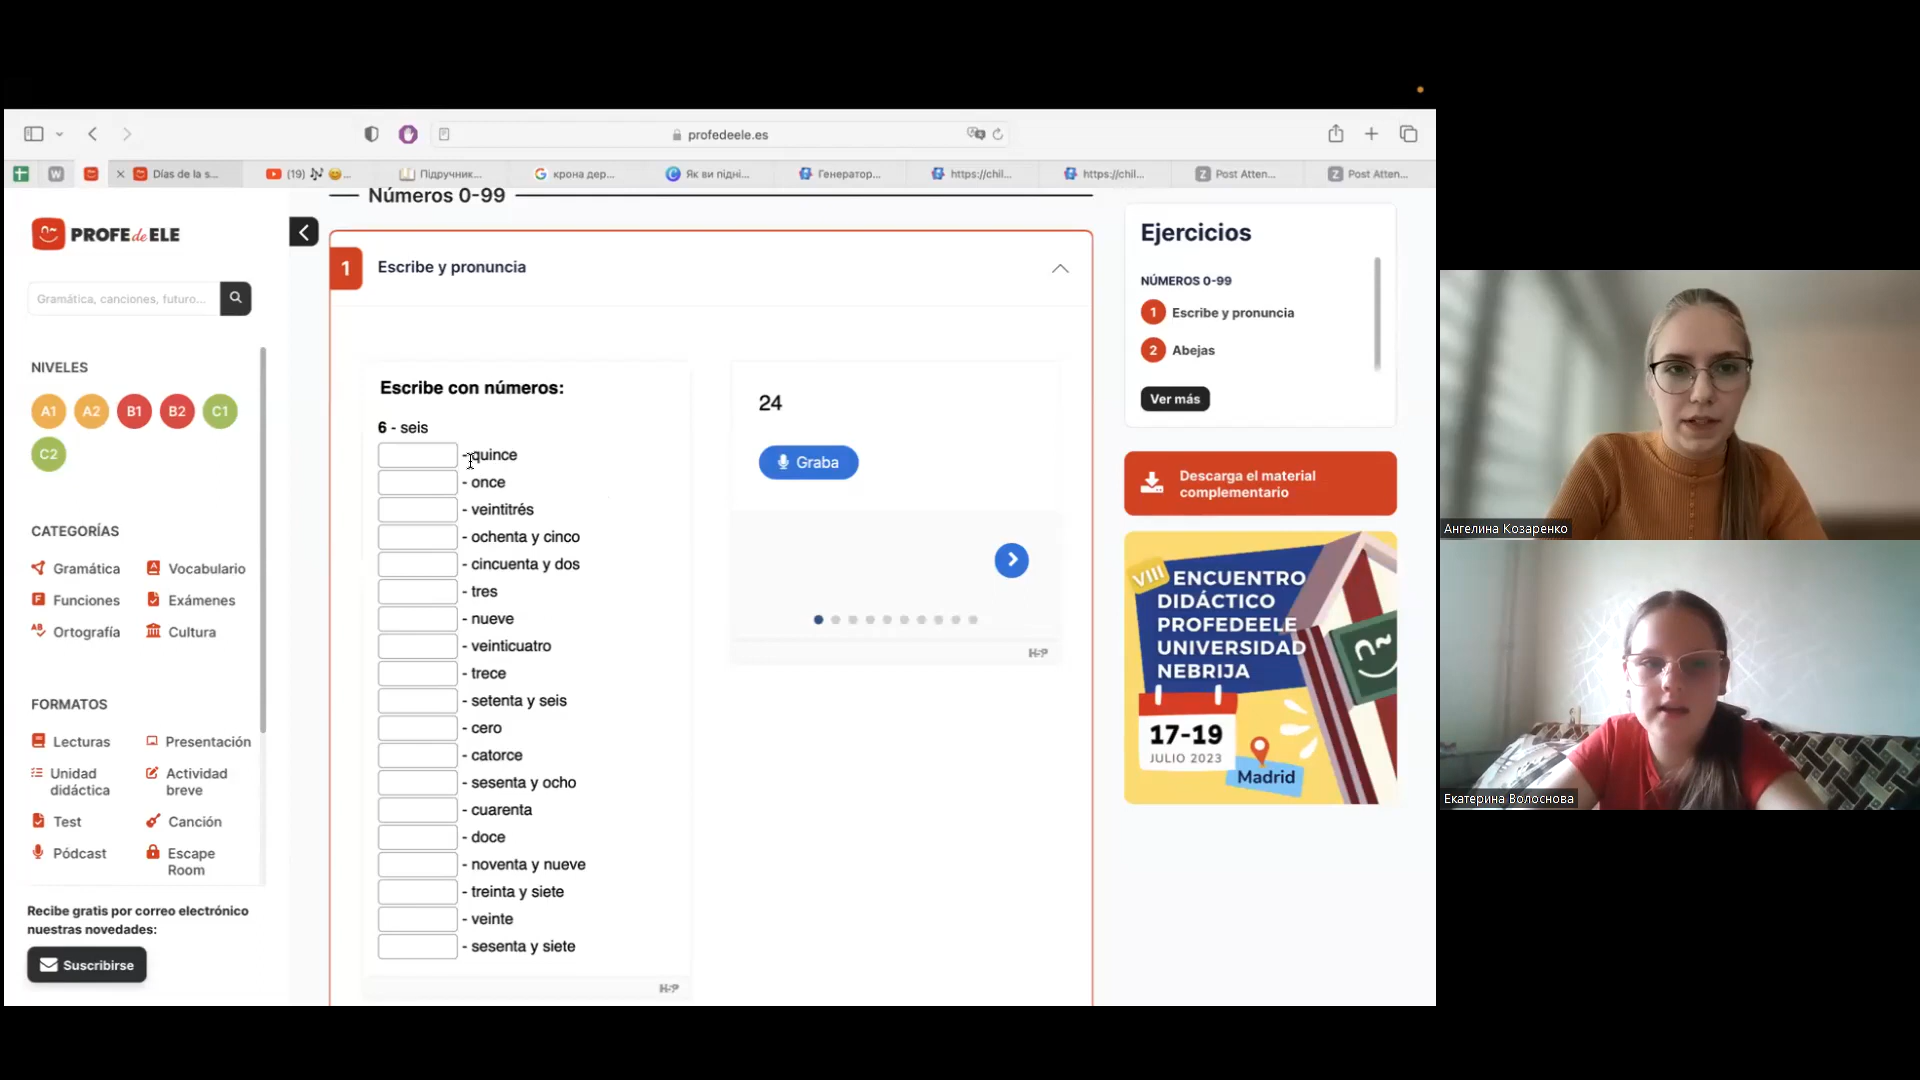 profedeele.es
Días de la s...
(19) 🎶 😄...
Підручник...
крона дер...
Як ви підні...
Генератор...
https://chil...
https://chil...
Post Atten...
Post Atten...
PROFEdeELE
Gramática, canciones, futuro...
NIVELES
A1 A2 B1 B2 C1
C2
CATEGORÍAS
Gramática Vocabulario
Funciones Exámenes
Ortografía Cultura
FORMATOS
Lecturas Presentación
Unidad didáctica
Actividad breve
Test Canción
Pódcast
Escape Room
Recibe gratis por correo electrónico
nuestras novedades:
Suscribirse
Números 0-99
1 Escribe y pronuncia
Escribe con números:
6 - seis
- quince
- once
- veintitrés
- ochenta y cinco
- cincuenta y dos
- tres
- nueve
- veinticuatro
- trece
- setenta y seis
- cero
- catorce
- sesenta y ocho
- cuarenta
- doce
- noventa y nueve
- treinta y siete
- veinte
- sesenta y siete
H5P
24
Graba
H5P
Ejercicios
NÚMEROS 0-99
1 Escribe y pronuncia
2 Abejas
Ver más
Descarga el material
complementario
VIII ENCUENTRO
DIDÁCTICO
PROFEDEELE
UNIVERSIDAD
NEBRIJA
17-19
JULIO 2023
Madrid
Ангелина Козаренко
Екатерина Волоснова